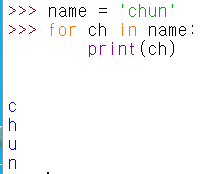 >>> name = 'chun'
>>> for ch in name:
        print(ch)


c
h
u
n